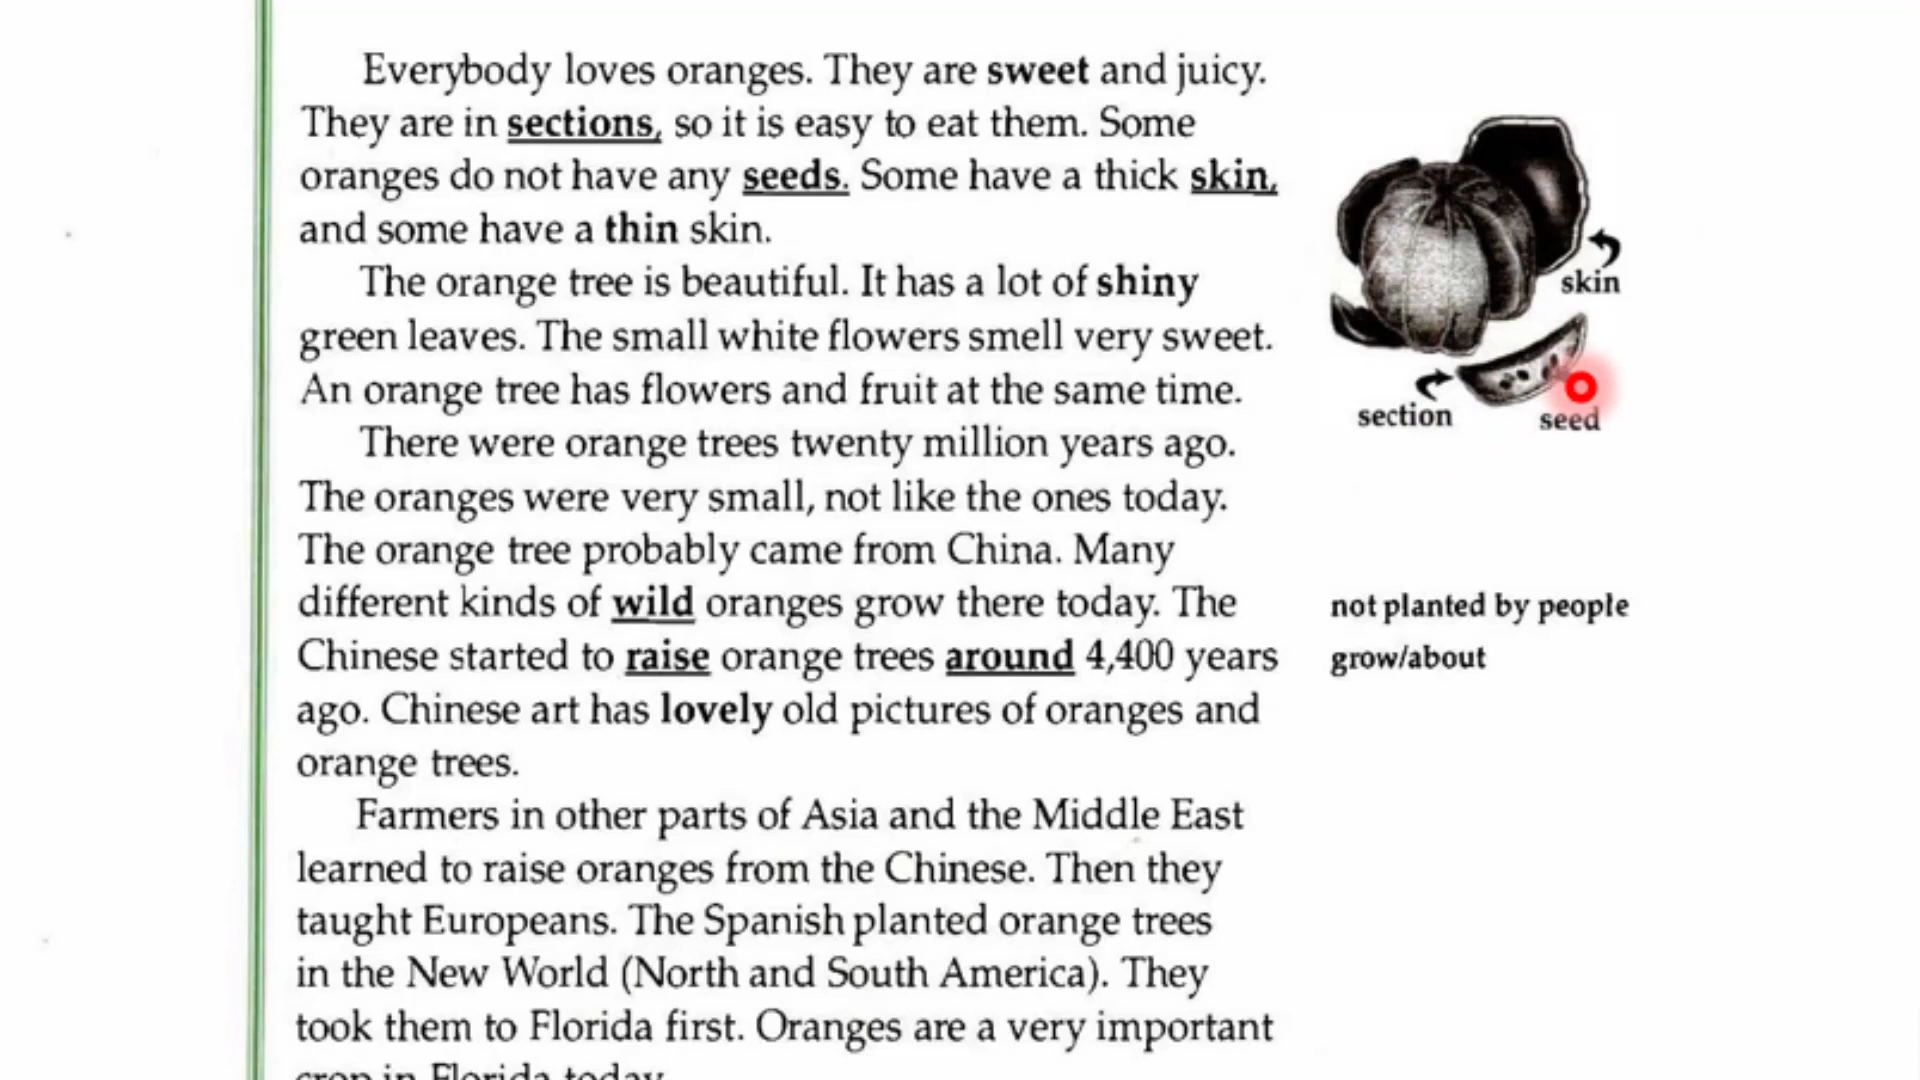 Everybody loves oranges. They are sweet and juicy.
They are in sections, so it is easy to eat them. Some
oranges do not have any seeds. Some have a thick skin,
and some have a thin skin.
The orange tree is beautiful. It has a lot of shiny
green leaves. The small white flowers smell very sweet.
An orange tree has flowers and fruit at the same time.
There were orange trees twenty million years ago.
The oranges were very small, not like the ones today.
The orange tree probably came from China. Many
different kinds of wild oranges grow there today. The
Chinese started to raise orange trees around 4,400 years
ago. Chinese art has lovely old pictures of oranges and
orange trees.
Farmers in other parts of Asia and the Middle East
learned to raise oranges from the Chinese. Then they
taught Europeans. The Spanish planted orange trees
in the New World (North and South America). They
took them to Florida first. Oranges are a very important
crop in Florida today.
skin
section
seed
not planted by people
grow/about